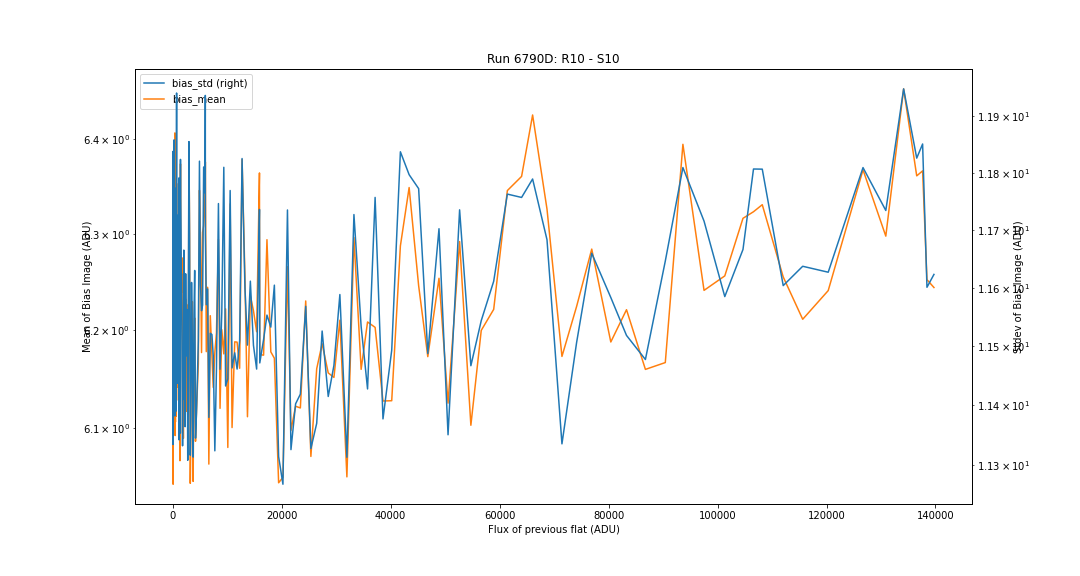 Run 6790D: R10 - S10
bias_std (right)
bias_mean
6.4 × 10⁰
6.3 × 10⁰
6.2 × 10⁰
6.1 × 10⁰
Mean of Bias Image (ADU)
1.19 × 10¹
1.18 × 10¹
1.17 × 10¹
1.16 × 10¹
1.15 × 10¹
1.14 × 10¹
1.13 × 10¹
Stdev of Bias Image (ADU)
0 20000 40000 60000 80000 100000 120000 140000
Flux of previous flat (ADU)